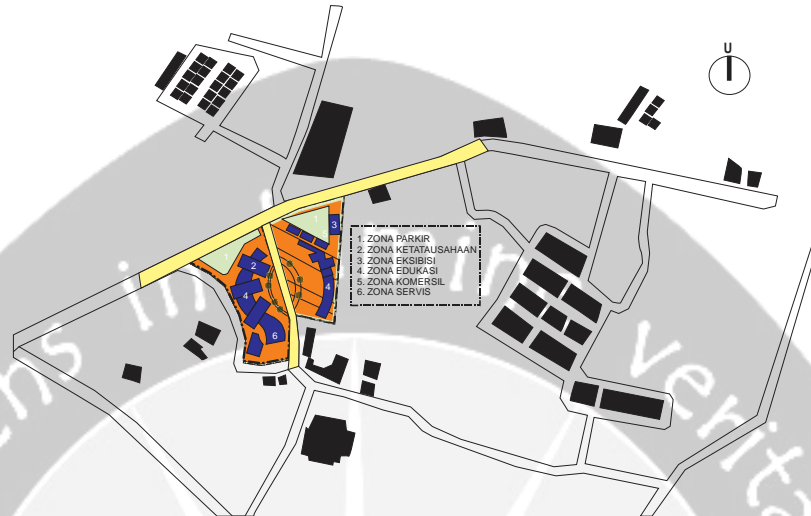 U
1. ZONA PARKIR
2. ZONA KETATAUSAHAAN
3. ZONA EKSIBISI
4. ZONA EDUKASI
5. ZONA KOMERSIL
6. ZONA SERVIS
1
3
1
2
4
4
6